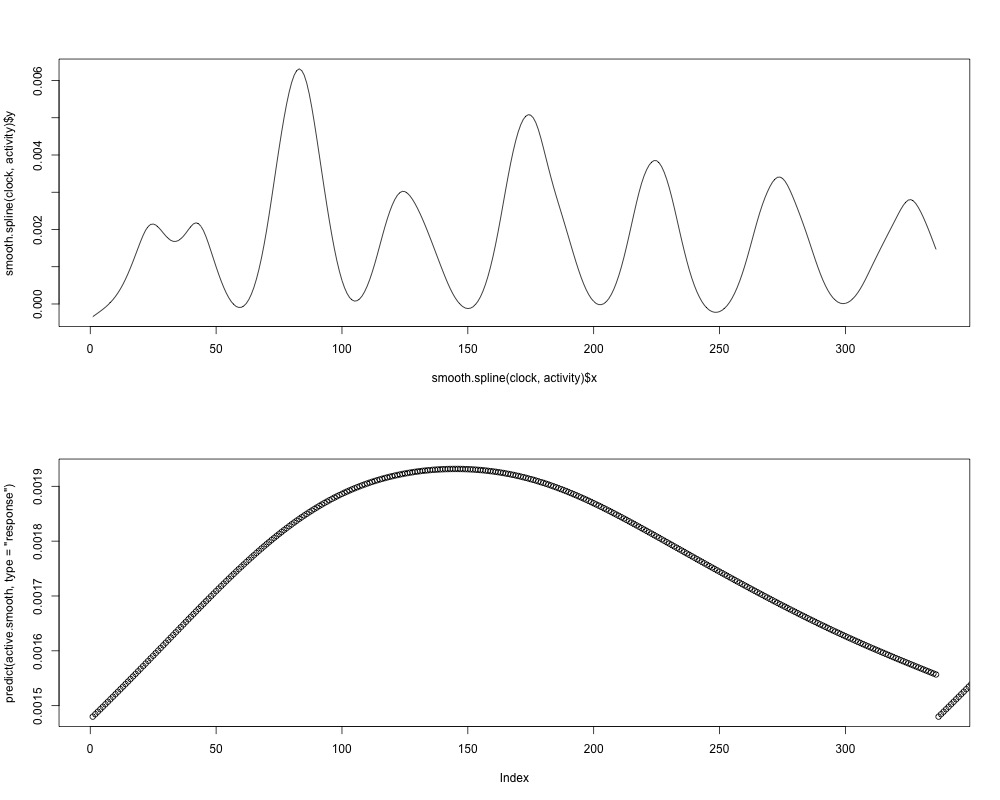 smooth.spline(clock, activity)$y
0.006
0.004
0.002
0.000
0 50 100 150 200 250 300
smooth.spline(clock, activity)$x
predict(active.smooth, type = "response")
0.0019
0.0018
0.0017
0.0016
0.0015
0 50 100 150 200 250 300
Index